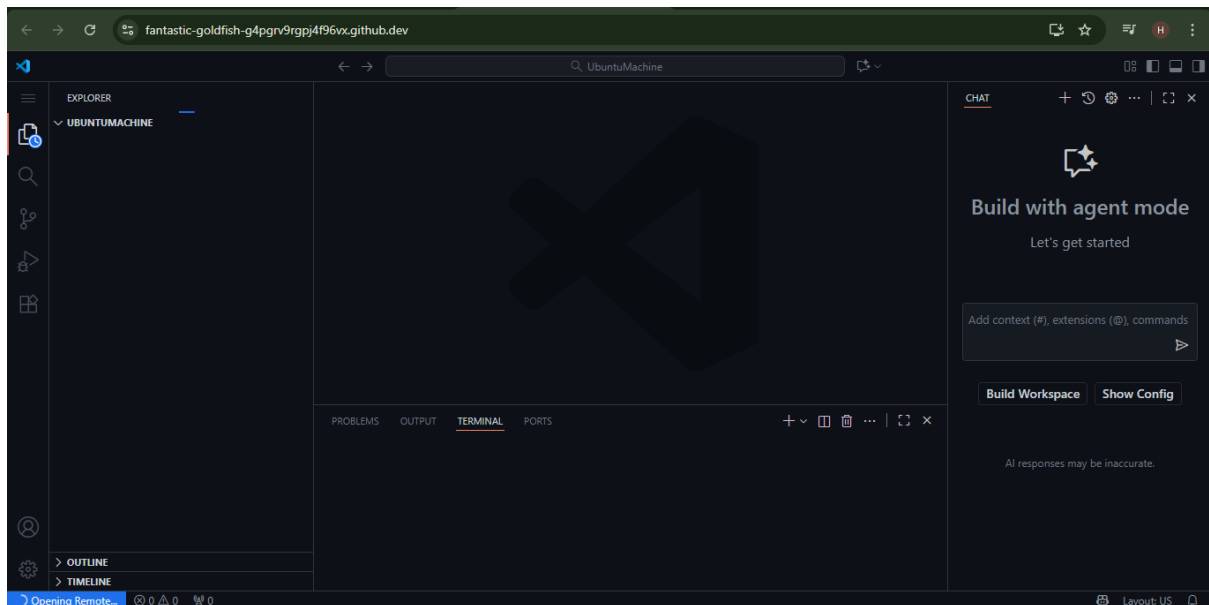 fantastic-goldfish-g4pgrv9rgpj4f96vx.github.dev
H
UbuntuMachine
EXPLORER
UBUNTUMACHINE
CHAT
Build with agent mode
Let's get started
Add context (#), extensions (@), commands
Build Workspace Show Config
PROBLEMS OUTPUT TERMINAL PORTS
AI responses may be inaccurate.
OUTLINE
TIMELINE
Opening Remote... 0 0 0 Layout: US